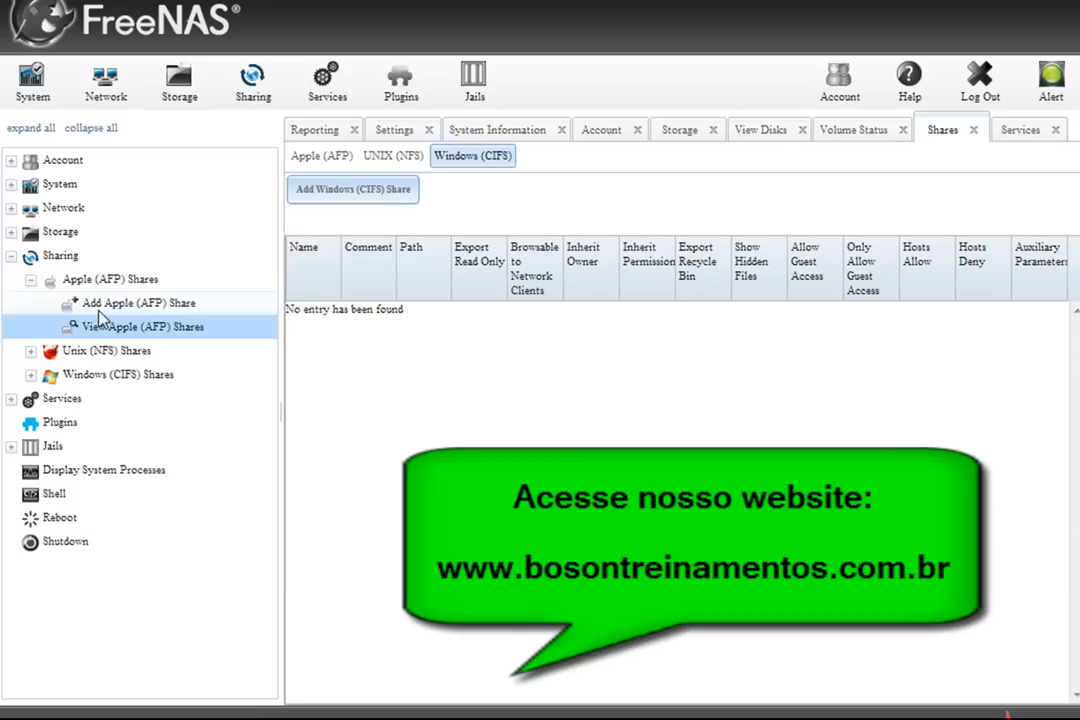 FreeNAS®
System Network Storage Sharing Services Plugins Jails Account Help Log Out Alert
expand all collapse all
Reporting Settings System Information Account Storage View Disks Volume Status Shares Services
Apple (AFP) UNIX (NFS) Windows (CIFS)
Add Windows (CIFS) Share
Account
System
Network
Storage
Sharing
Apple (AFP) Shares
Add Apple (AFP) Share
View Apple (AFP) Shares
Unix (NFS) Shares
Windows (CIFS) Shares
Services
Plugins
Jails
Display System Processes
Shell
Reboot
Shutdown
Name Comment Path Export Browsable Inherit Inherit Export Show Allow Only Hosts Hosts Auxiliary
Read Only to Owner Permission Recycle Hidden Guest Allow Allow Deny Parameters
Network Bin Files Access Guest
Clients Access
No entry has been found
Acesse nosso website:
www.bosontreinamentos.com.br